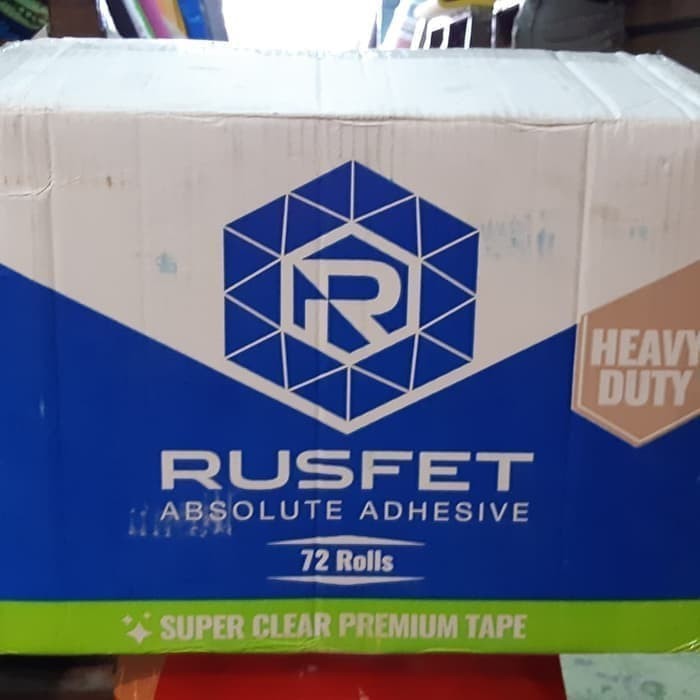 R
HEAVY
DUTY
RUSFET
ABSOLUTE ADHESIVE
72 Rolls
SUPER CLEAR PREMIUM TAPE